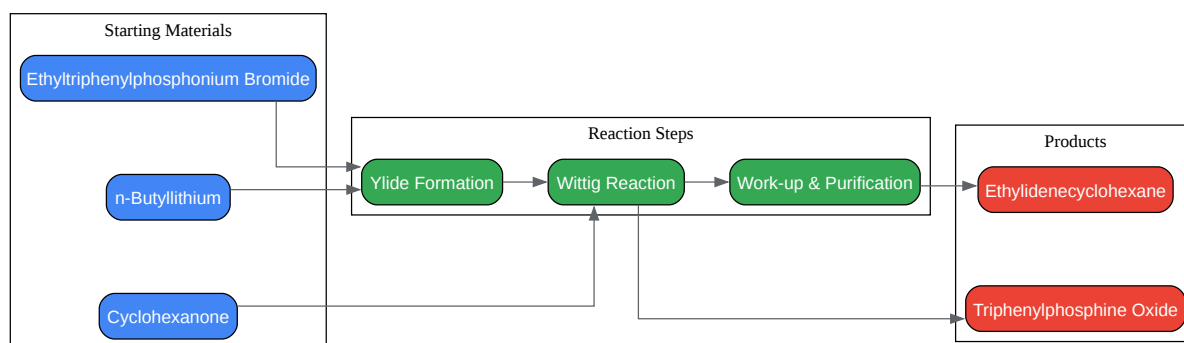 Starting Materials
Ethyltriphenylphosphonium Bromide
n-Butyllithium
Cyclohexanone
Reaction Steps
Ylide Formation
Wittig Reaction
Work-up & Purification
Products
Ethylidenecyclohexane
Triphenylphosphine Oxide